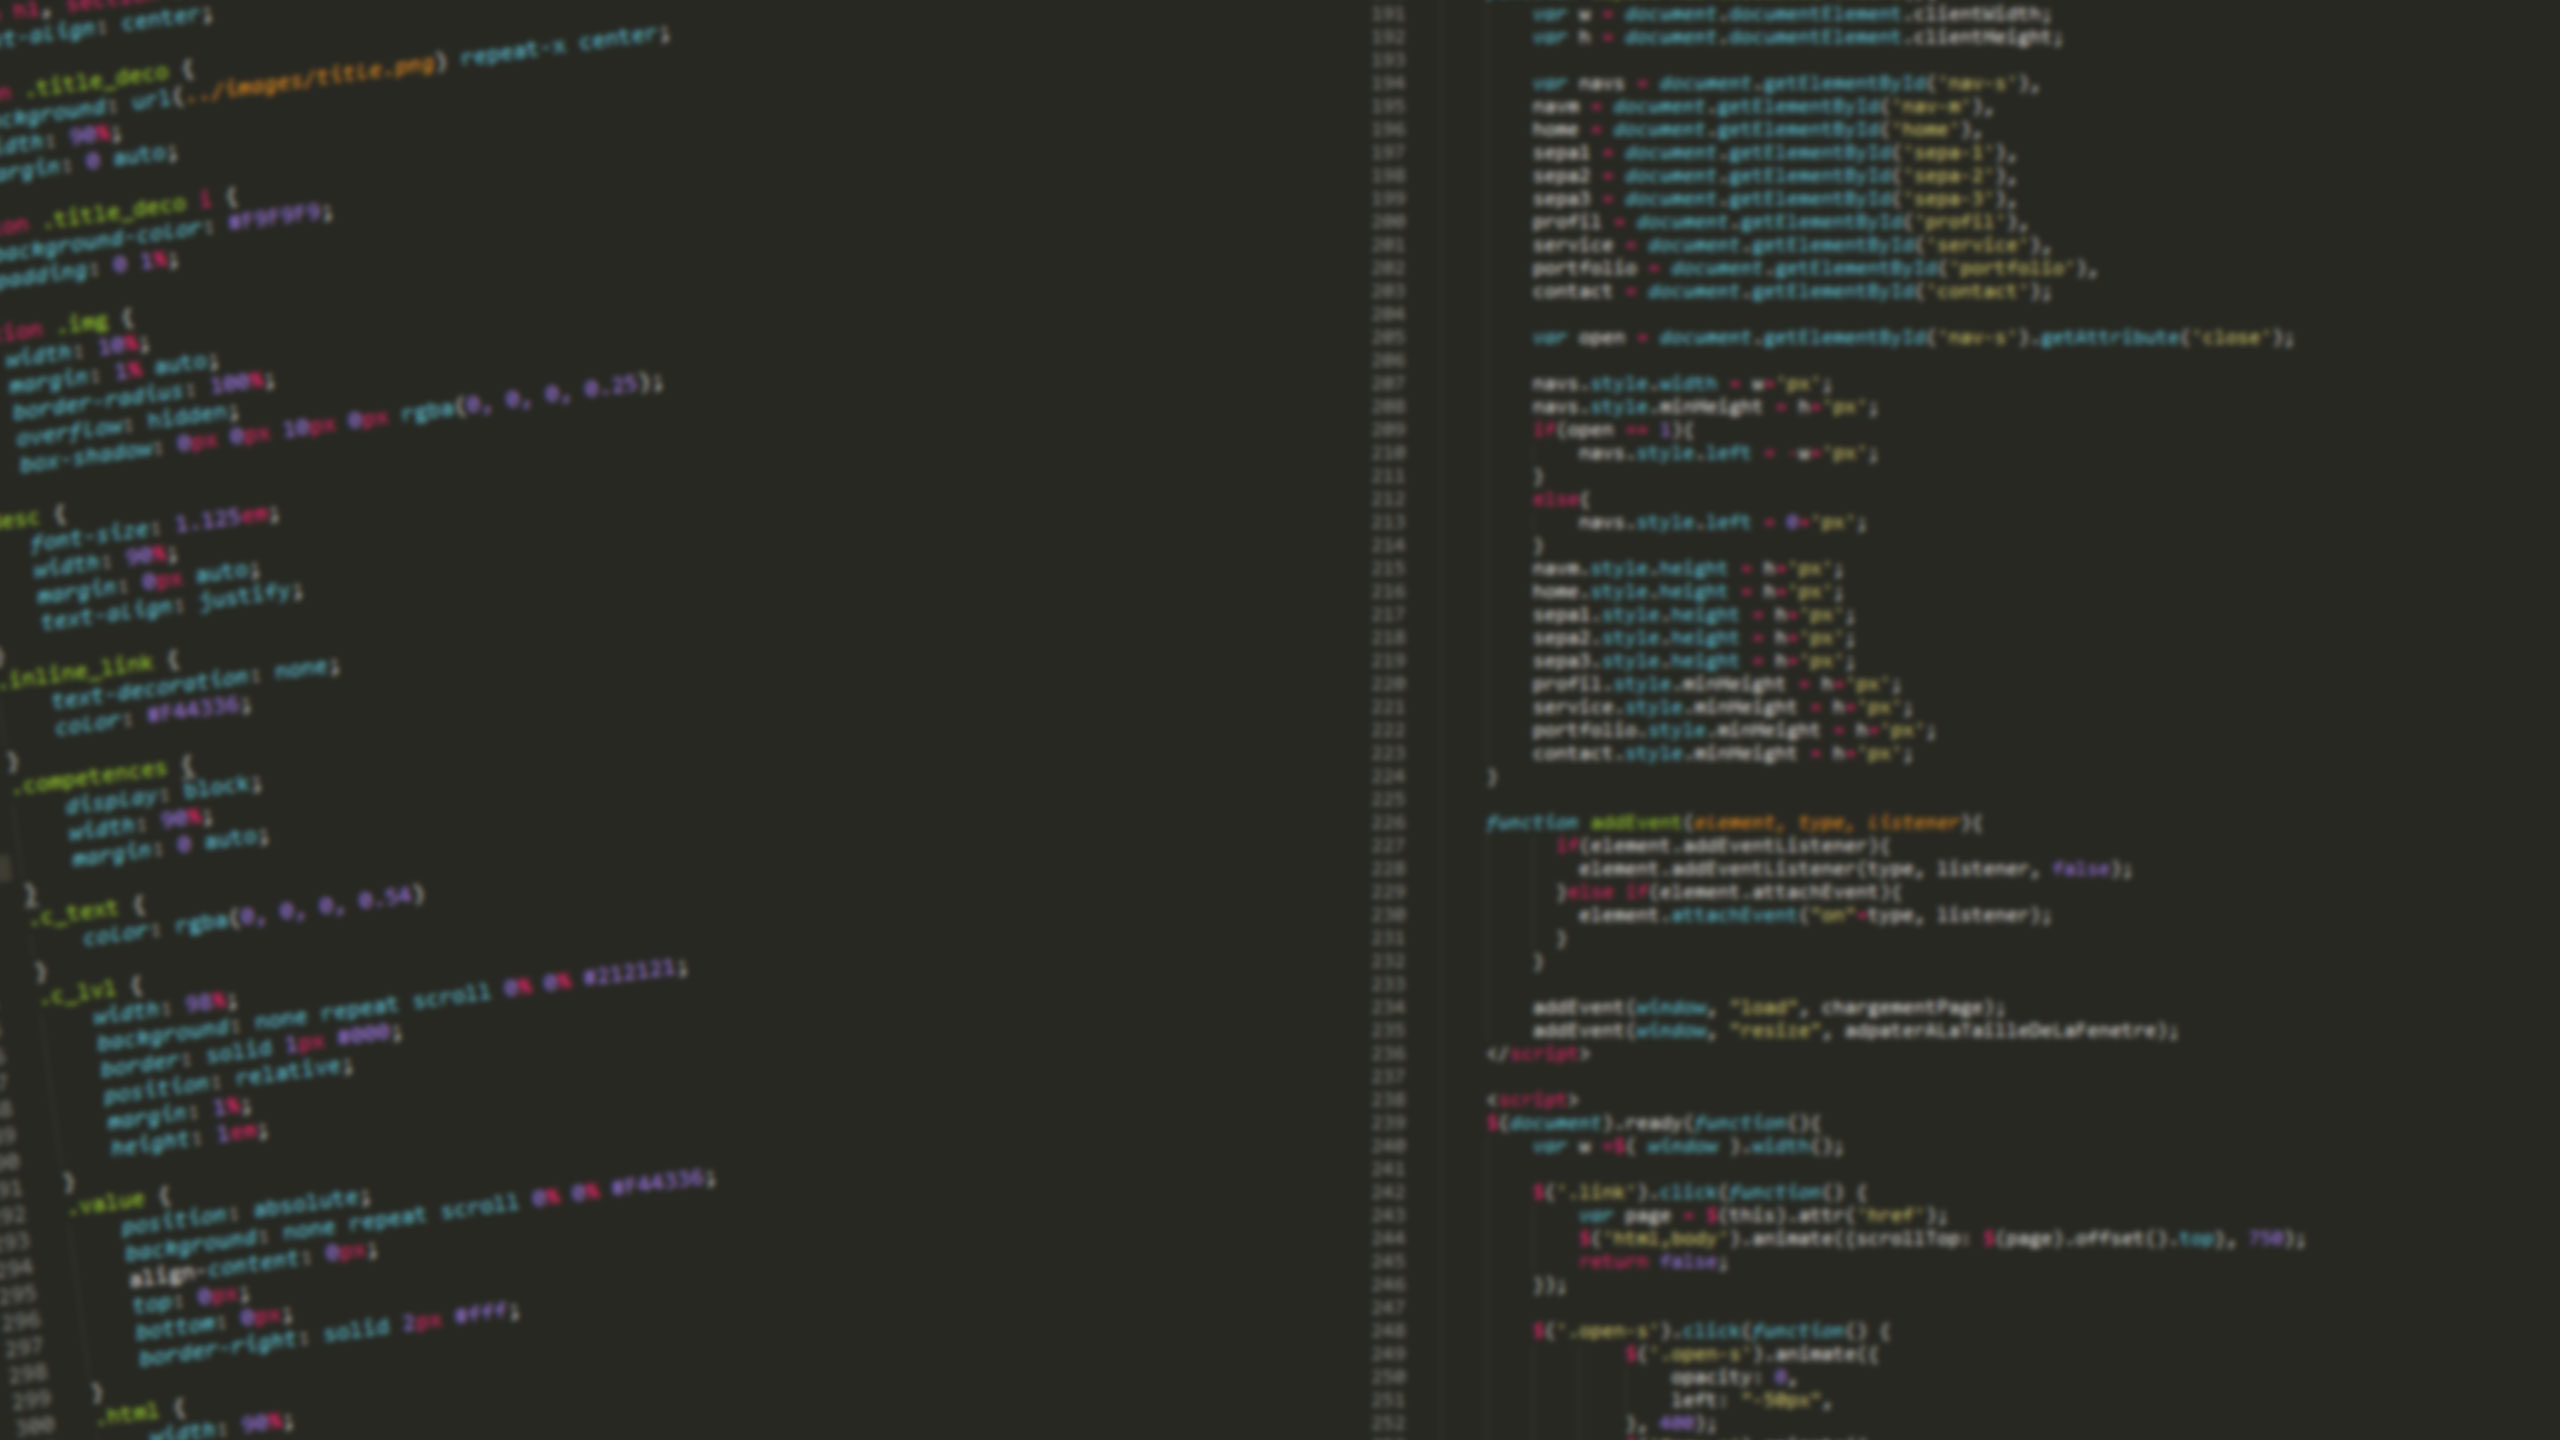 h1,
center;
.title_deco {
background: url(../images/title.png) repeat-x center;
width: 90%;
margin: 0 auto;
.title_deco i {
background-color: #F9F9F9;
padding: 0 1%;
.img {
width: 10%;
margin: 1% auto;
border-radius: 100%;
overflow: hidden;
box-shadow: 0px 0px 10px 0px rgba(0, 0, 0, 0.25);
desc {
font-size: 1.125em;
width: 90%;
margin: 0px auto;
text-align: justify;
}
.inline_link {
text-decoration: none;
color: #F44336;
}
.competences {
display: block;
width: 90%;
margin: 0 auto;
}
.c_text {
color: rgba(0, 0, 0, 0.54)
}
.c_lvl {
width: 98%;
background: none repeat scroll 0% 0% #212121;
border: solid 1px #000;
position: relative;
margin: 1%;
height: 1em;
}
.value {
position: absolute;
293 background: none repeat scroll 0% 0% #F44336;
294 align-content: 0px;
295 top: 0px;
296 bottom: 0px;
297 border-right: solid 2px #fff;
298
299 }
300 .html {
width: 90%;
191 var w = document.documentElement.clientWidth;
192 var h = document.documentElement.clientHeight;
193
194 var navs = document.getElementById('nav-s'),
195 navm = document.getElementById('nav-m'),
196 home = document.getElementById('home'),
197 sepa1 = document.getElementById('sepa-1'),
198 sepa2 = document.getElementById('sepa-2'),
199 sepa3 = document.getElementById('sepa-3'),
200 profil = document.getElementById('profil'),
201 service = document.getElementById('service'),
202 portfolio = document.getElementById('portfolio'),
203 contact = document.getElementById('contact');
204
205 var open = document.getElementById('nav-s').getAttribute('close');
206
207 navs.style.width = w+'px';
208 navs.style.minHeight = h+'px';
209 if(open == 1){
210 navs.style.left = -w+'px';
211 }
212 else{
213 navs.style.left = 0+'px';
214 }
215 navm.style.height = h+'px';
216 home.style.height = h+'px';
217 sepa1.style.height = h+'px';
218 sepa2.style.height = h+'px';
219 sepa3.style.height = h+'px';
220 profil.style.minHeight = h+'px';
221 service.style.minHeight = h+'px';
222 portfolio.style.minHeight = h+'px';
223 contact.style.minHeight = h+'px';
224 }
225
226 function addEvent(element, type, listener){
227 if(element.addEventListener){
228 element.addEventListener(type, listener, false);
229 }else if(element.attachEvent){
230 element.attachEvent("on"+type, listener);
231 }
232 }
233
234 addEvent(window, "load", chargementPage);
235 addEvent(window, "resize", adpaterALaTailleDeLaFenetre);
236 </script>
237
238 <script>
239 $(document).ready(function(){
240 var w =$( window ).width();
241
242 $('.link').click(function() {
243 var page = $(this).attr('href');
244 $('html,body').animate({scrollTop: $(page).offset().top}, 750);
245 return false;
246 });
247
248 $('.open-s').click(function() {
249 $('.open-s').animate({
250 opacity: 0,
251 left: "-50px",
252 }, 400);